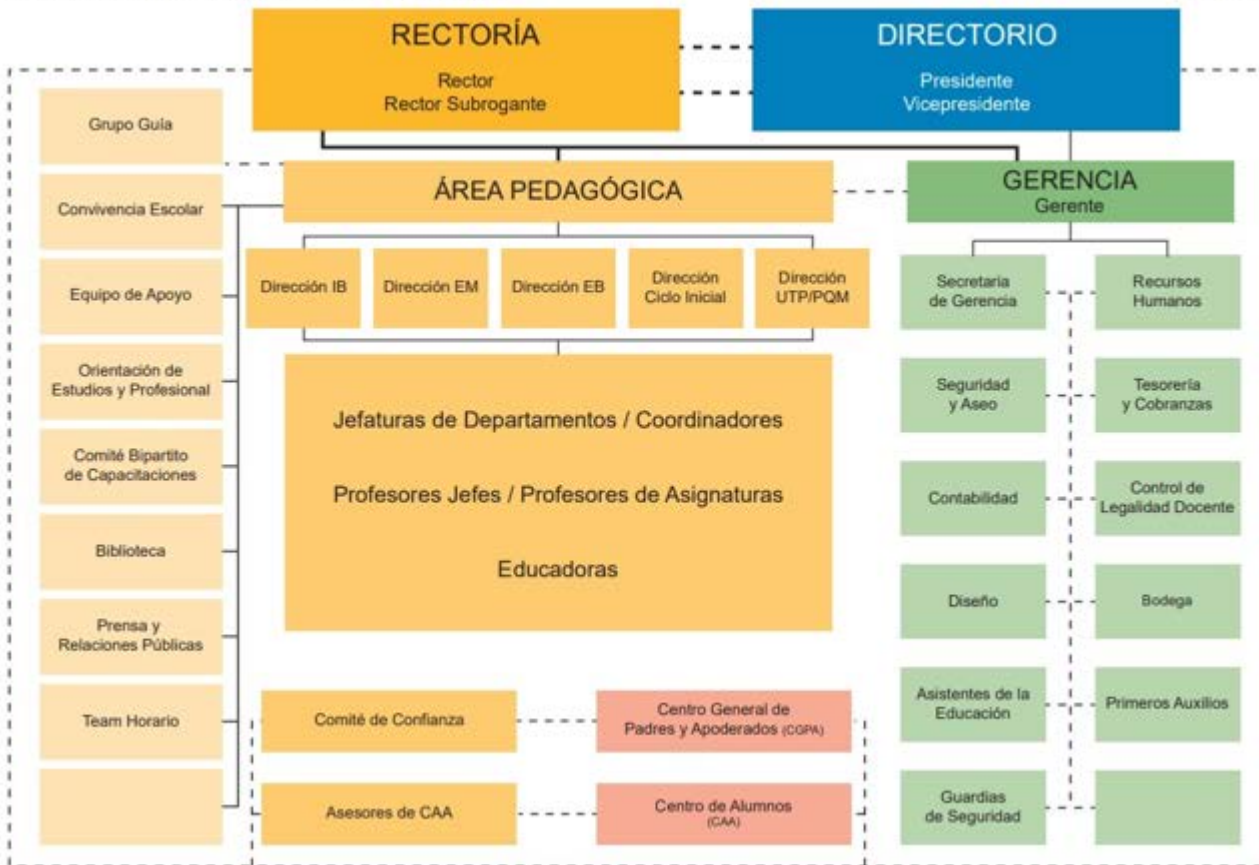 RECTORÍA
Rector
Rector Subrogante
DIRECTORIO
Presidente
Vicepresidente
Grupo Guía
Convivencia Escolar
Equipo de Apoyo
Orientación de
Estudios y Profesional
Comité Bipartito
de Capacitaciones
Biblioteca
Prensa y
Relaciones Públicas
Team Horario
ÁREA PEDAGÓGICA
Dirección IB
Dirección EM
Dirección EB
Dirección
Ciclo Inicial
Dirección
UTP/PQM
Jefaturas de Departamentos / Coordinadores
Profesores Jefes / Profesores de Asignaturas
Educadoras
Comité de Confianza
Centro General de
Padres y Apoderados (CGPA)
Asesores de CAA
Centro de Alumnos
(CAA)
GERENCIA
Gerente
Secretaria
de Gerencia
Recursos
Humanos
Seguridad
y Aseo
Tesorería
y Cobranzas
Contabilidad
Control de
Legalidad Docente
Diseño
Bodega
Asistentes de la
Educación
Primeros Auxilios
Guardias
de Seguridad